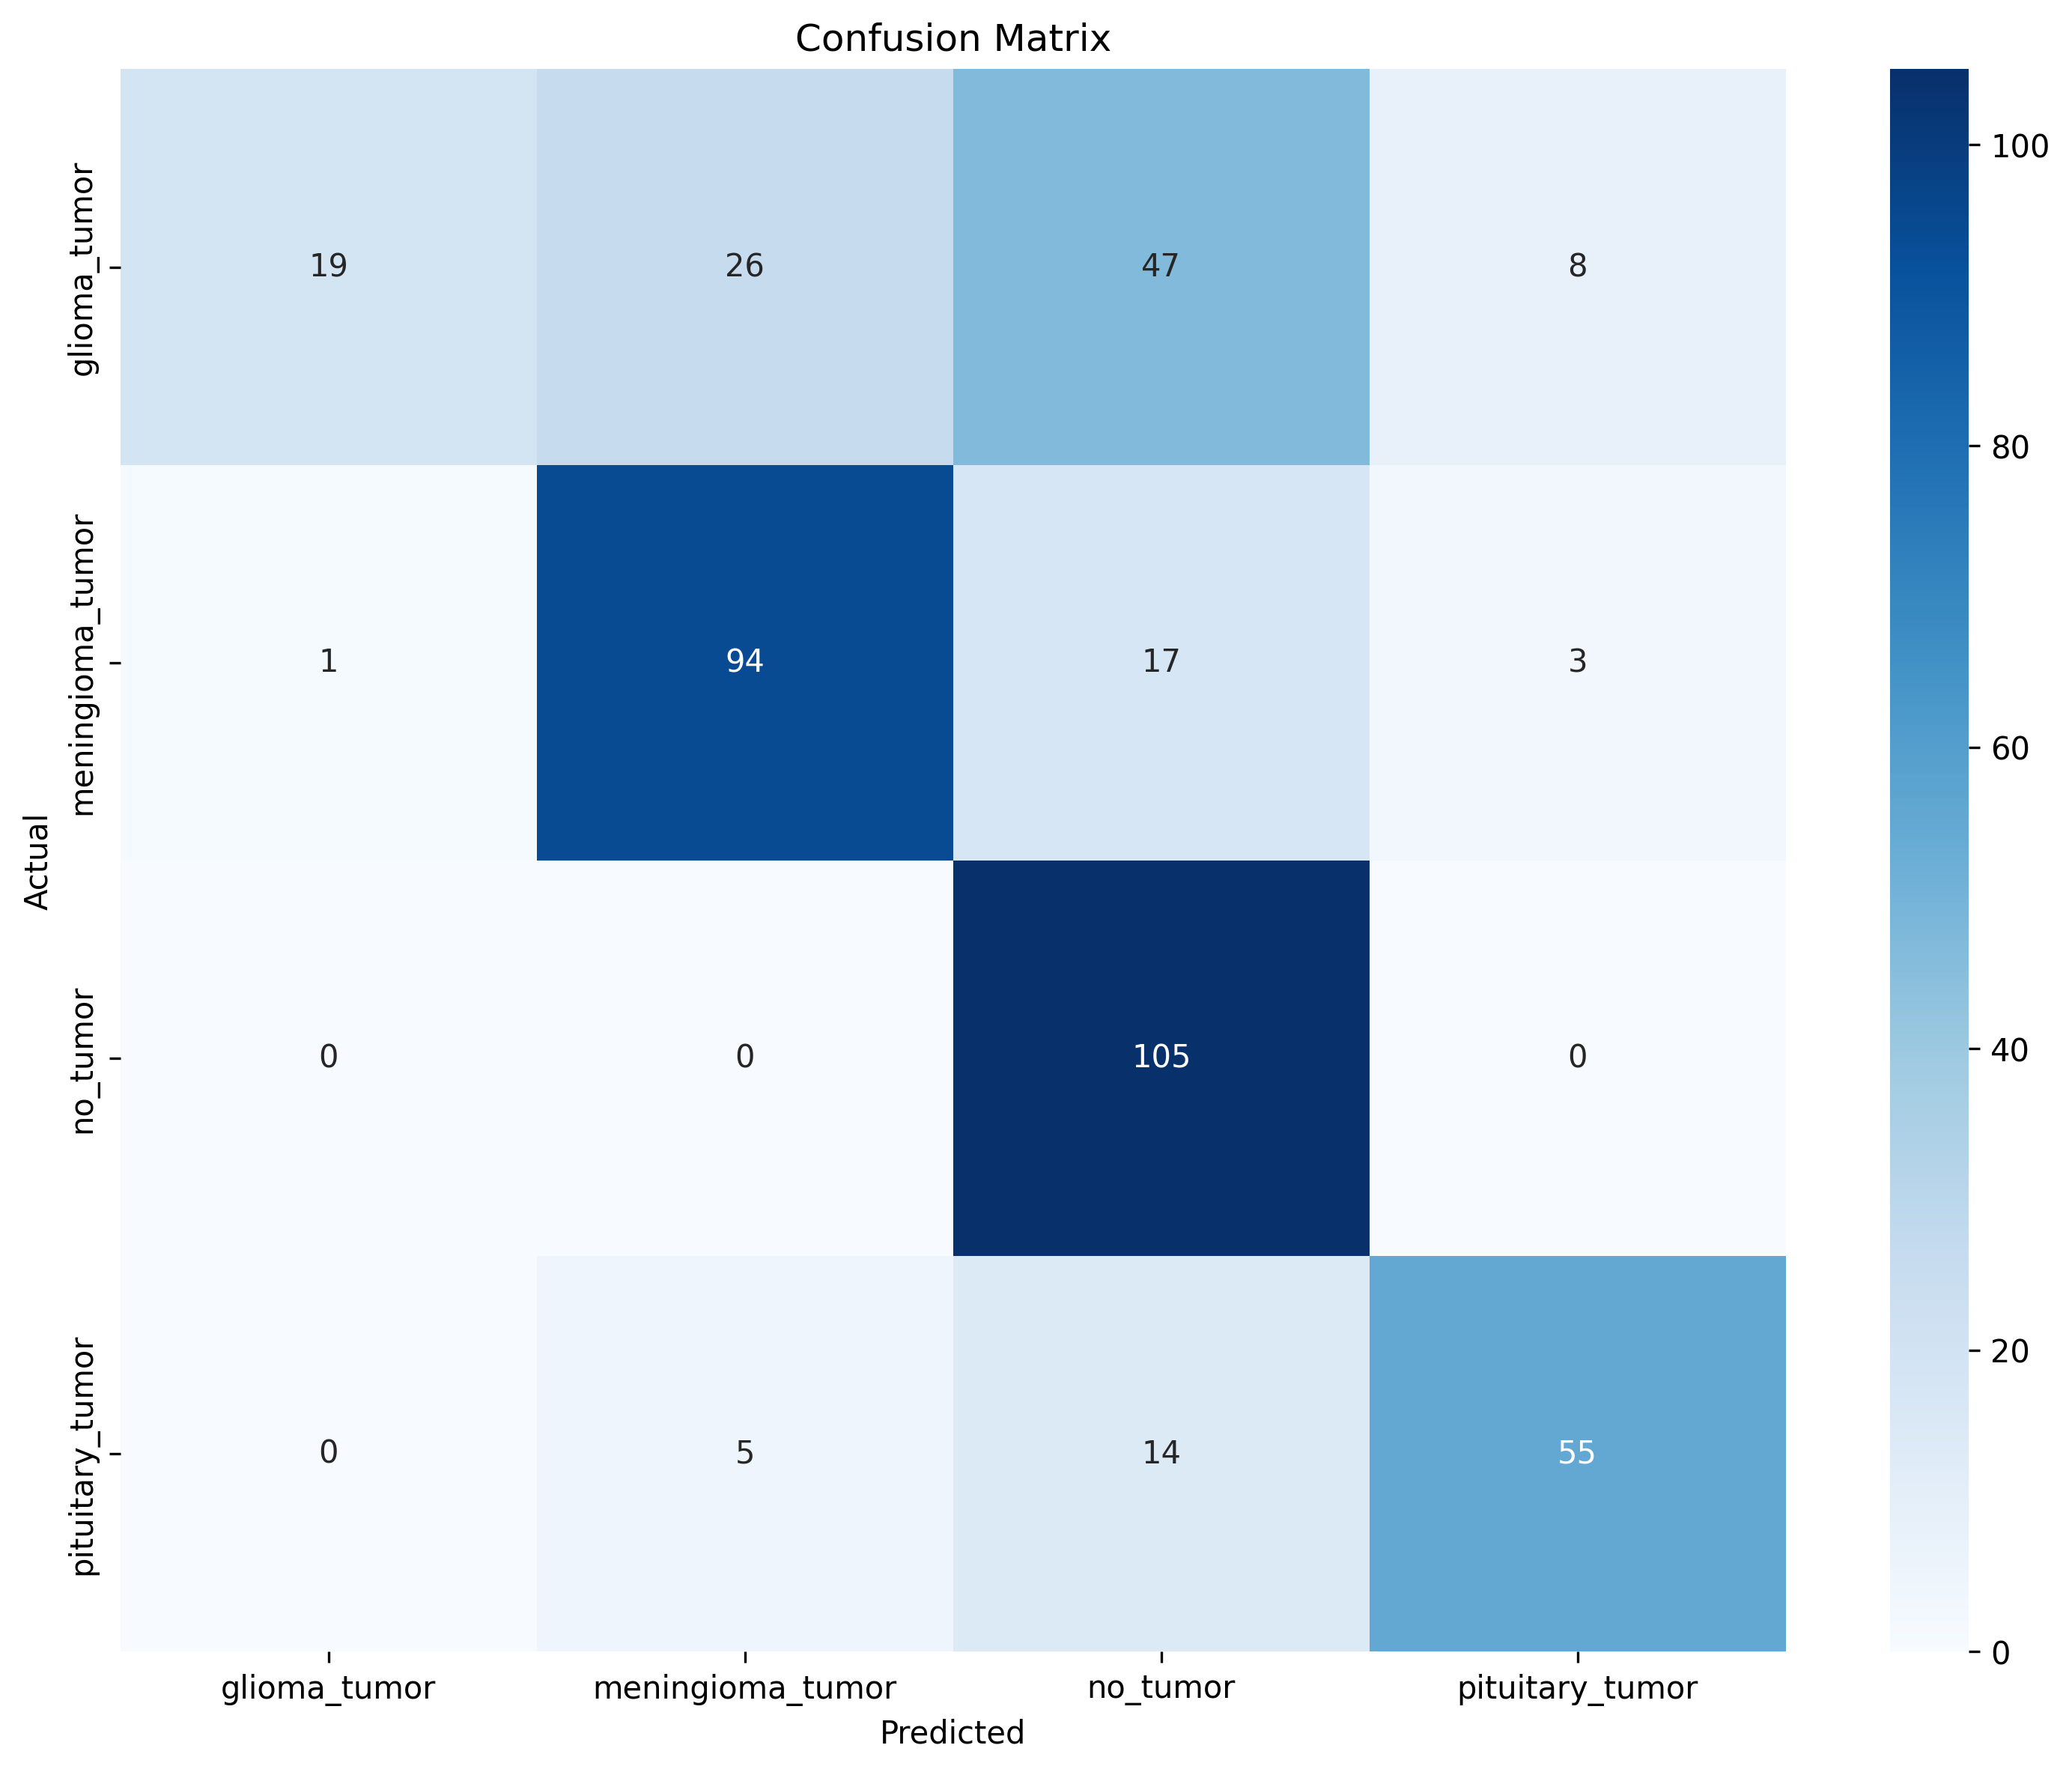 Confusion Matrix
Actual
glioma_tumor
19 26 47 8
meningioma_tumor
1 94 17 3
no_tumor
0 0 105 0
pituitary_tumor
0 5 14 55
glioma_tumor meningioma_tumor no_tumor pituitary_tumor
Predicted
100
80
60
40
20
0